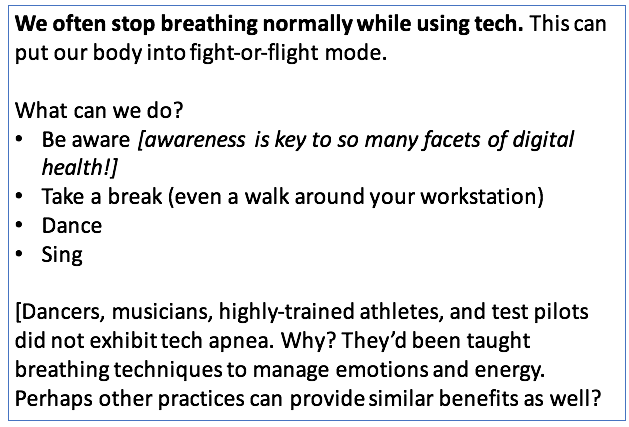 We often stop breathing normally while using tech. This can
put our body into fight-or-flight mode.
What can we do?
• Be aware [awareness is key to so many facets of digital
health!]
• Take a break (even a walk around your workstation)
• Dance
• Sing
[Dancers, musicians, highly-trained athletes, and test pilots
did not exhibit tech apnea. Why? They'd been taught
breathing techniques to manage emotions and energy.
Perhaps other practices can provide similar benefits as well?